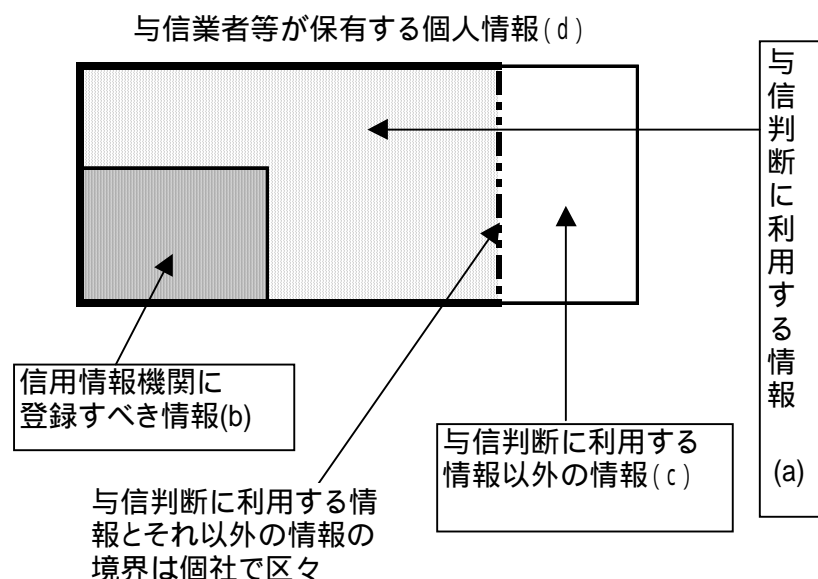 与信業者等が保有する個人情報(d)
与信判断に利用する情報 (a)
信用情報機関に
登録すべき情報(b)
与信判断に利用する
情報以外の情報(c)
与信判断に利用する情
報とそれ以外の情報の
境界は個社で区々